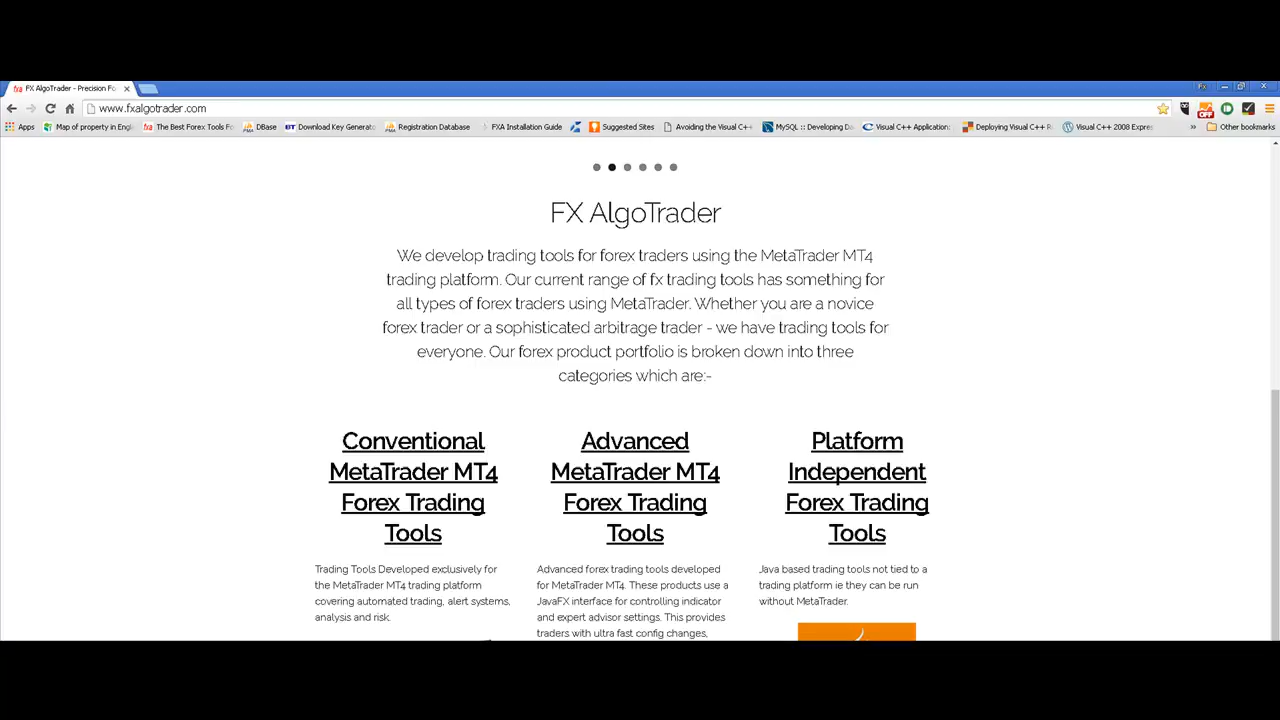 FX AlgoTrader - Precision Fo
Fx
www.fxalgotrader.com
OFF
Apps Map of property in Engl fra The Best Forex Tools Fo DBase BT Download Key Generato Registration Database FXA Installation Guide Suggested Sites Avoiding the Visual C++ MySQL :: Developing Da Visual C++ Application: Deploying Visual C++ R Visual C++ 2008 Expres » Other bookmarks
FX AlgoTrader
We develop trading tools for forex traders using the MetaTrader MT4
trading platform. Our current range of fx trading tools has something for
all types of forex traders using MetaTrader. Whether you are a novice
forex trader or a sophisticated arbitrage trader - we have trading tools for
everyone. Our forex product portfolio is broken down into three
categories which are:-
Conventional
MetaTrader MT4
Forex Trading
Tools
Trading Tools Developed exclusively for
the MetaTrader MT4 trading platform
covering automated trading, alert systems,
analysis and risk.
Advanced
MetaTrader MT4
Forex Trading
Tools
Advanced forex trading tools developed
for MetaTrader MT4. These products use a
JavaFX interface for controlling indicator
and expert advisor settings. This provides
traders with ultra fast config changes,
Platform
Independent
Forex Trading
Tools
Java based trading tools not tied to a
trading platform ie they can be run
without MetaTrader.